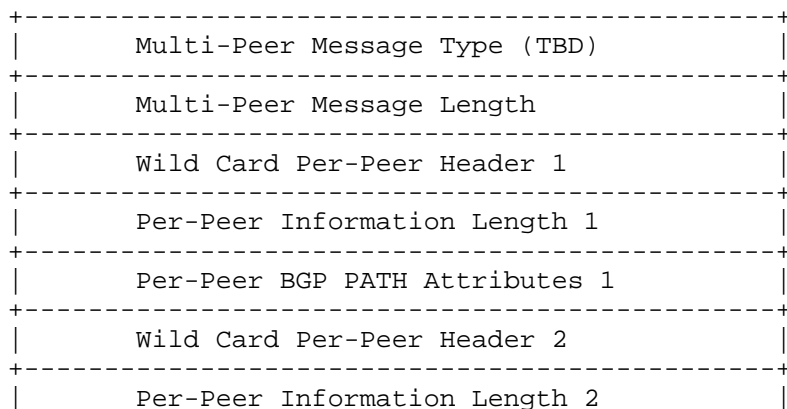 +-----------------------------------------------+
|       Multi-Peer Message Type (TBD)           |
+-----------------------------------------------+
|       Multi-Peer Message Length               |
+-----------------------------------------------+
|       Wild Card Per-Peer Header 1             |
+-----------------------------------------------+
|       Per-Peer Information Length 1           |
+-----------------------------------------------+
|       Per-Peer BGP PATH Attributes 1          |
+-----------------------------------------------+
|       Wild Card Per-Peer Header 2             |
+-----------------------------------------------+
|       Per-Peer Information Length 2           |